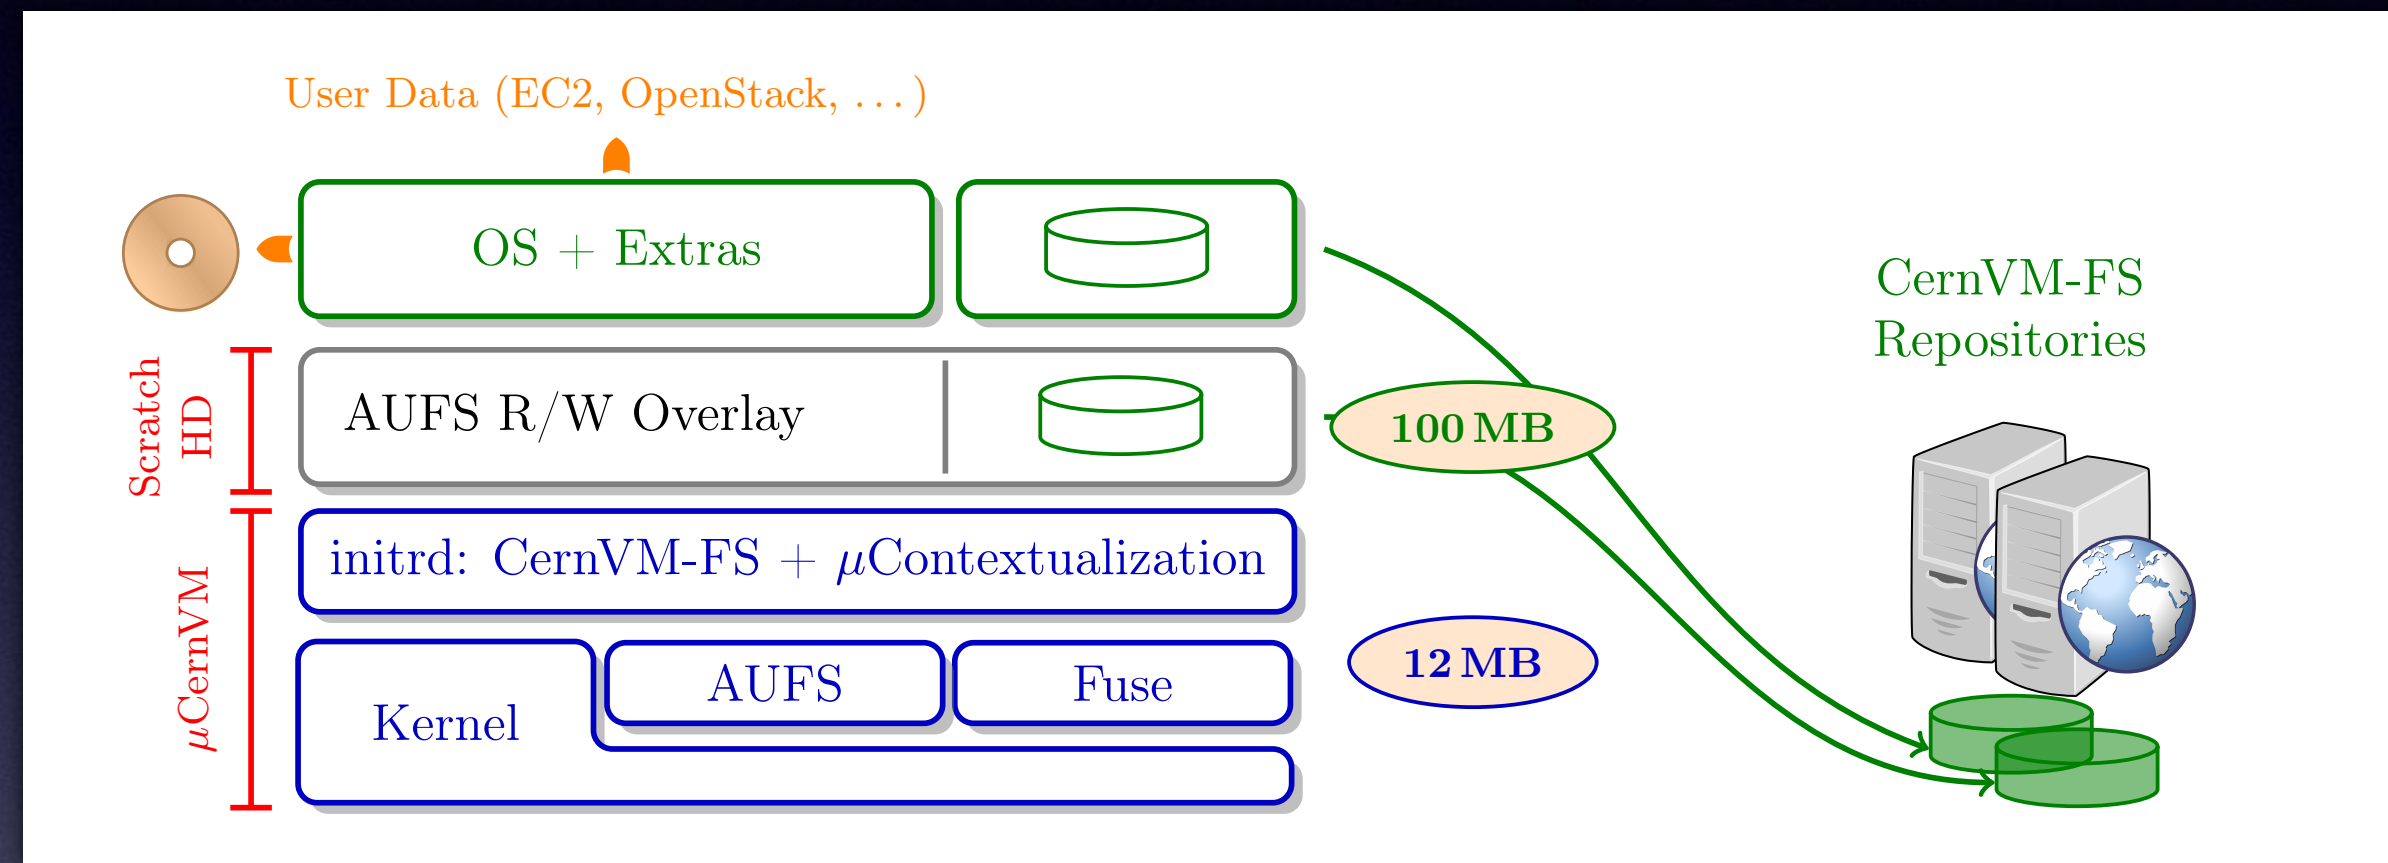 User Data (EC2, OpenStack, ...)
OS + Extras
CernVM-FS
Repositories
Scratch
HD
AUFS R/W Overlay
100 MB
initrd: CernVM-FS + μContextualization
μCernVM
Kernel
AUFS
Fuse
12 MB